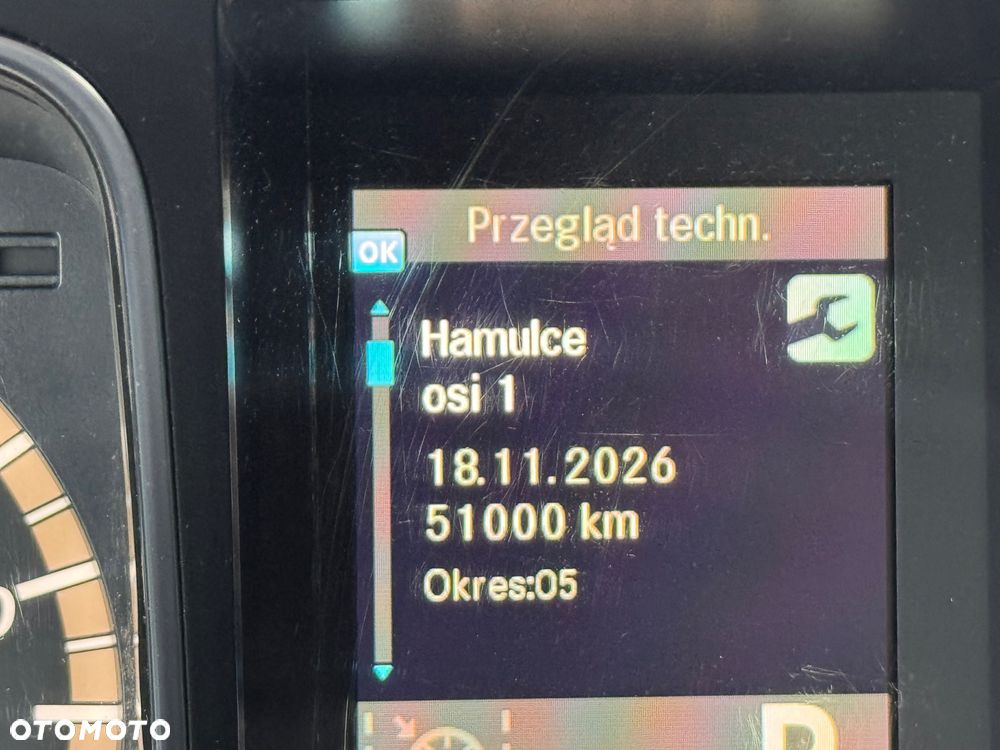 Przegląd techn.
OK
Hamulce
osi 1
18.11.2026
51000 km
Okres:05
OTOMOTO